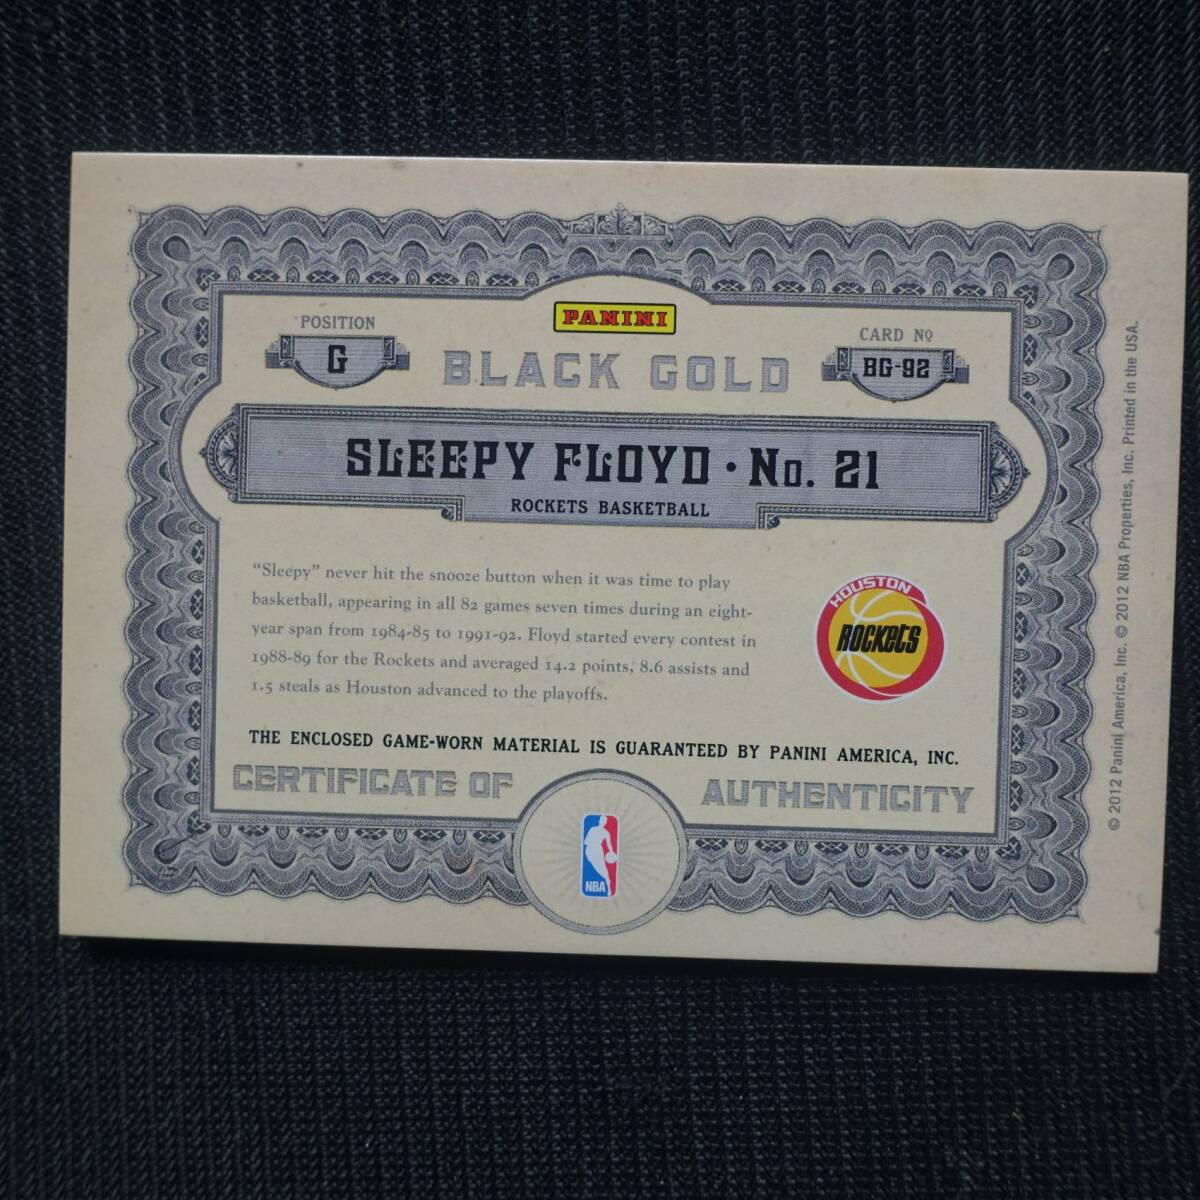 PANINI
POSITION
G
BLACK GOLD
CARD Nº
BG-92
SLEEPY FLOYD · No. 21
ROCKETS BASKETBALL
“Sleepy” never hit the snooze button when it was time to play
basketball, appearing in all 82 games seven times during an eight-
year span from 1984-85 to 1991-92. Floyd started every contest in
1988-89 for the Rockets and averaged 14.2 points, 8.6 assists and
1.5 steals as Houston advanced to the playoffs.
HOUSTON
ROCKETS
THE ENCLOSED GAME-WORN MATERIAL IS GUARANTEED BY PANINI AMERICA, INC.
CERTIFICATE OF AUTHENTICITY
NBA
© 2012 Panini America, Inc. © 2012 NBA Properties, Inc. Printed in the USA.